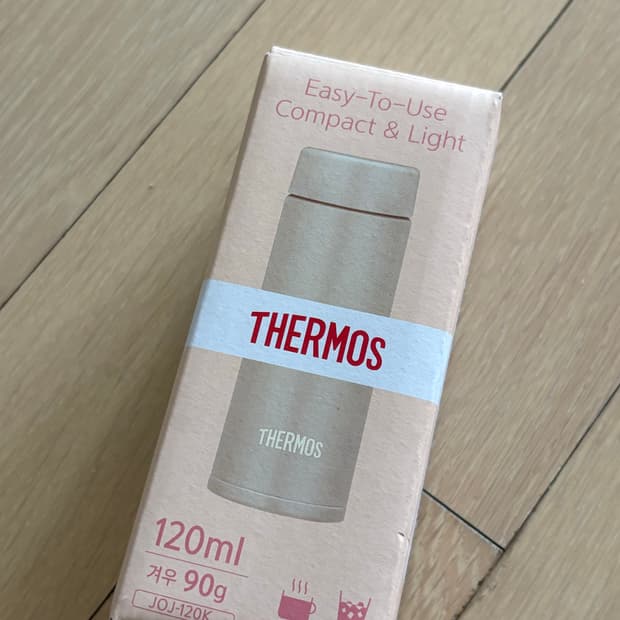 Easy-To-Use
Compact & Light
THERMOS
THERMOS
120ml
겨우 90g
JOJ-120K